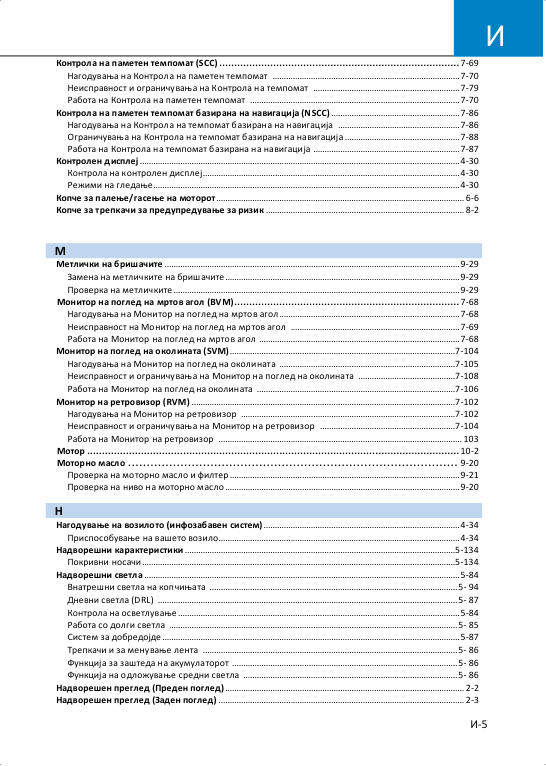 И
Контрола на паметен темпомат (SCC) ........ 7-69
Нагодувања на Контрола на паметен темпомат ........ 7-70
Неисправност и ограничувања на Контрола на темпомат ........ 7-79
Работа на Контрола на паметен темпомат ........ 7-70
Контрола на паметен темпомат базирана на навигација (NSCC) ........ 7-86
Нагодувања на Контрола на темпомат базирана на навигација ........ 7-86
Ограничувања на Контрола на темпомат базирана на навигација ........ 7-88
Работа на Контрола на темпомат базирана на навигација ........ 7-87
Контролен дисплеј ........ 4-30
Контрола на контролен дисплеј ........ 4-30
Режими на гледање ........ 4-30
Копче за палење/гасење на моторот ........ 6-6
Копче за трепкачи за предупредување за ризик ........ 8-2
М
Метлички на бришачите ........ 9-29
Замена на метличките на бришачите ........ 9-29
Проверка на метличките ........ 9-29
Монитор на поглед на мртов агол (BVM) ........ 7-68
Нагодувања на Монитор на поглед на мртов агол ........ 7-68
Неисправност на Монитор на поглед на мртов агол ........ 7-69
Работа на Монитор на поглед на мртов агол ........ 7-68
Монитор на поглед на околината (SVM) ........ 7-104
Нагодувања на Монитор на поглед на околината ........ 7-105
Неисправност и ограничувања на Монитор на поглед на околината ........ 7-108
Работа на Монитор на поглед на околината ........ 7-106
Монитор на ретровизор (RVM) ........ 7-102
Нагодувања на Монитор на ретровизор ........ 7-102
Неисправност и ограничувања на Монитор на ретровизор ........ 7-104
Работа на Монитор на ретровизор ........ 103
Мотор ........ 10-2
Моторно масло ........ 9-20
Проверка на моторно масло и филтер ........ 9-21
Проверка на ниво на моторно масло ........ 9-20
Н
Нагодување на возилото (инфозабавен систем) ........ 4-34
Приспособување на вашето возило ........ 4-34
Надворешни карактеристики ........ 5-134
Покривни носачи ........ 5-134
Надворешни светла ........ 5-84
Внатрешни светла на копчињата ........ 5- 94
Дневни светла (DRL) ........ 5- 87
Контрола на осветлување ........ 5-84
Работа со долги светла ........ 5- 85
Систем за добредојде ........ 5-87
Трепкачи и за менување лента ........ 5- 86
Функција за заштеда на акумулаторот ........ 5- 86
Функција на одложување средни светла ........ 5- 86
Надворешен преглед (Преден поглед) ........ 2-2
Надворешен преглед (Заден поглед) ........ 2-3
И-5